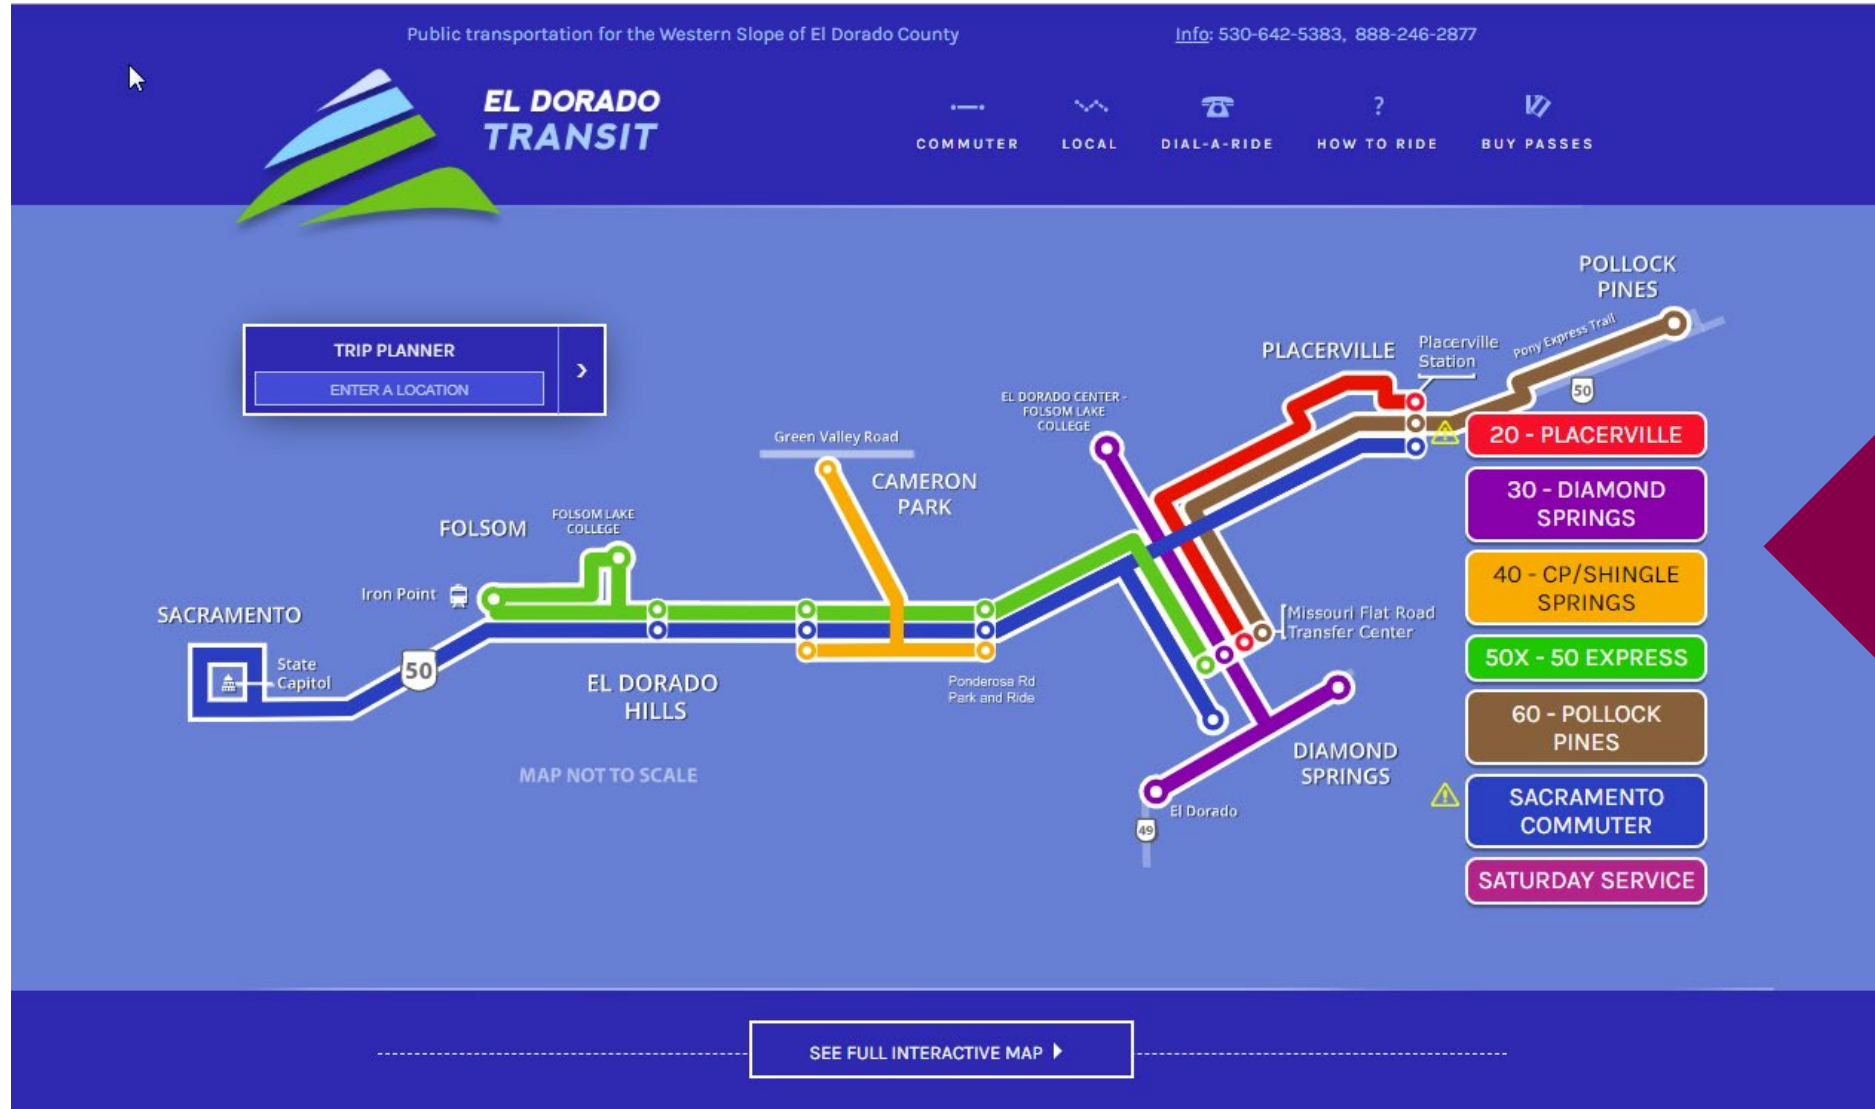 Public transportation for the Western Slope of El Dorado County
Info: 530-642-5383, 888-246-2877
EL DORADO
TRANSIT
COMMUTER
LOCAL
DIAL-A-RIDE
?
HOW TO RIDE
BUY PASSES
TRIP PLANNER
ENTER A LOCATION
POLLOCK
PINES
Pony Express Trail
50
PLACERVILLE
Placerville
Station
EL DORADO CENTER -
FOLSOM LAKE
COLLEGE
Green Valley Road
CAMERON
PARK
FOLSOM
FOLSOM LAKE
COLLEGE
Iron Point
SACRAMENTO
State
Capitol
50
EL DORADO
HILLS
Ponderosa Rd
Park and Ride
Missouri Flat Road
Transfer Center
DIAMOND
SPRINGS
El Dorado
49
MAP NOT TO SCALE
20 - PLACERVILLE
30 - DIAMOND
SPRINGS
40 - CP/SHINGLE
SPRINGS
50X - 50 EXPRESS
60 - POLLOCK
PINES
SACRAMENTO
COMMUTER
SATURDAY SERVICE
SEE FULL INTERACTIVE MAP